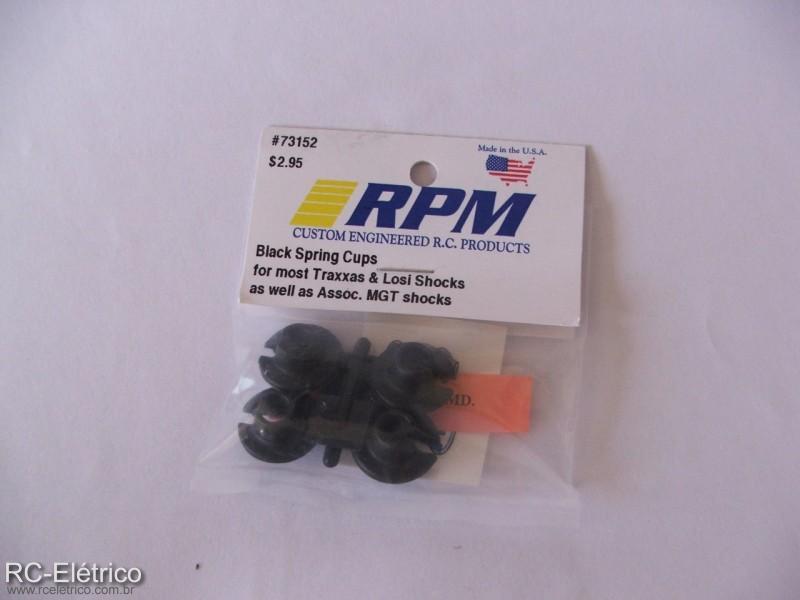 #73152
$2.95
Made in the U.S.A.
RPM
CUSTOM ENGINEERED R.C. PRODUCTS
Black Spring Cups
for most Traxxas & Losi Shocks
as well as Assoc. MGT shocks
MD.
RC-Elétrico
www.rceletrico.com.br